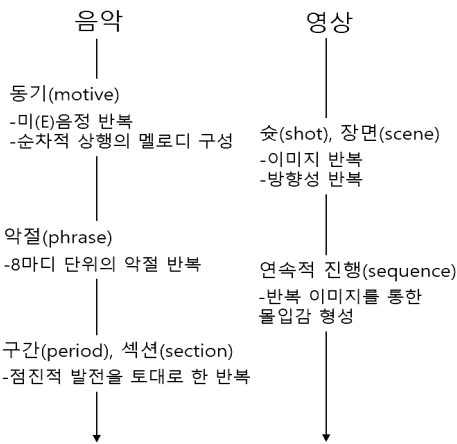 음악
동기(motive)
-미(E)음정 반복
-순차적 상행의 멜로디 구성
악절(phrase)
-8마디 단위의 악절 반복
구간(period), 섹션(section)
-점진적 발전을 토대로 한 반복
영상
숏(shot), 장면(scene)
-이미지 반복
-방향성 반복
연속적 진행(sequence)
-반복 이미지를 통한
몰입감 형성